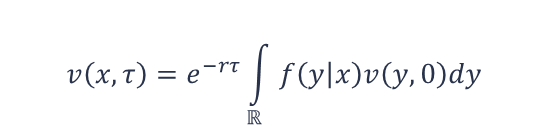 v(x, τ) = e^{-rτ} ∫_ℝ f(y|x)v(y, 0)dy